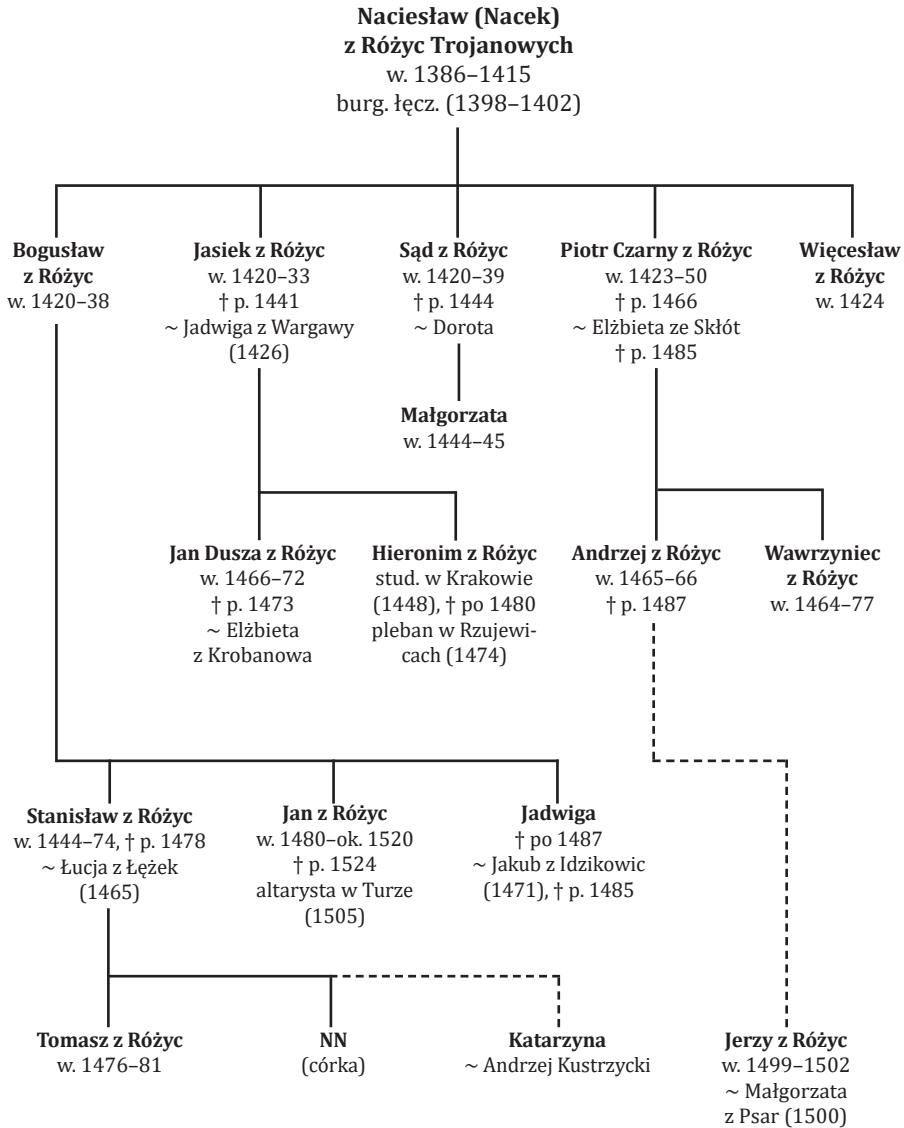 Naciesław (Nacek)
z Różyc Trojanowych
w. 1386–1415
burg. łęcz. (1398–1402)
Bogusław
z Różyc
w. 1420–38
Jasiek z Różyc
w. 1420–33
† p. 1441
~ Jadwiga z Wargawy
(1426)
Sąd z Różyc
w. 1420–39
† p. 1444
~ Dorota
Piotr Czarny z Różyc
w. 1423–50
† p. 1466
~ Elżbieta ze Skłót
† p. 1485
Więcesław
z Różyc
w. 1424
Małgorzata
w. 1444–45
Jan Dusza z Różyc
w. 1466–72
† p. 1473
~ Elżbieta
z Krobanowa
Hieronim z Różyc
stud. w Krakowie
(1448), † po 1480
pleban w Rzujewi-
cach (1474)
Andrzej z Różyc
w. 1465–66
† p. 1487
Wawrzyniec
z Różyc
w. 1464–77
Stanisław z Różyc
w. 1444–74, † p. 1478
~ Łucja z Łężek
(1465)
Jan z Różyc
w. 1480–ok. 1520
† p. 1524
altarysta w Turze
(1505)
Jadwiga
† po 1487
~ Jakub z Idzikowic
(1471), † p. 1485
Tomasz z Różyc
w. 1476–81
NN
(córka)
Katarzyna
~ Andrzej Kustrzycki
Jerzy z Różyc
w. 1499–1502
~ Małgorzata
z Psar (1500)